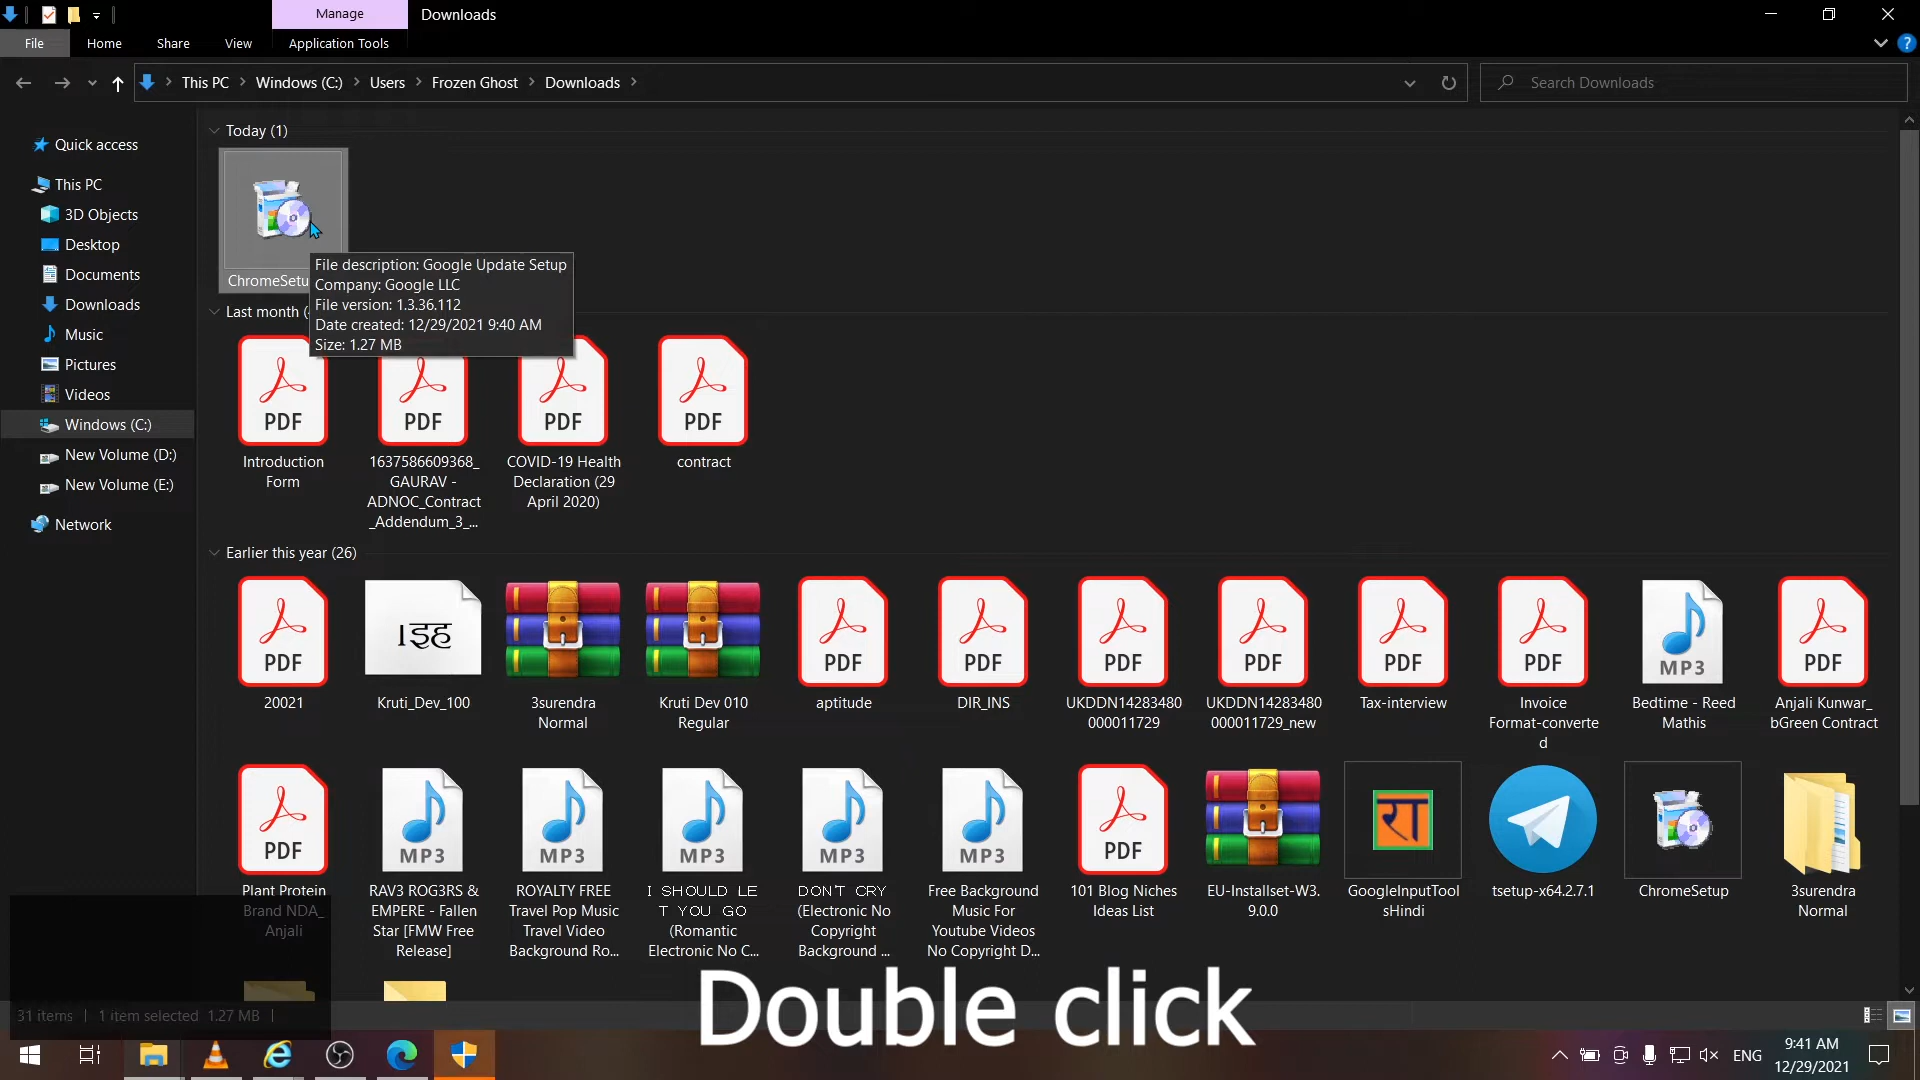 Manage
Downloads
File
Home
Share
View
Application Tools
This PC
Windows (C:)
Users
Frozen Ghost
Downloads
Search Downloads
Quick access
This PC
3D Objects
Desktop
Documents
Downloads
Music
Pictures
Videos
Windows (C:)
New Volume (D:)
New Volume (E:)
Network
Today (1)
ChromeSetu
File description: Google Update Setup
Company: Google LLC
File version: 1.3.36.112
Date created: 12/29/2021 9:40 AM
Size: 1.27 MB
Last month (
PDF
PDF
PDF
PDF
Introduction
Form
1637586609368_
GAURAV -
ADNOC_Contract
_Addendum_3_...
COVID-19 Health
Declaration (29
April 2020)
contract
Earlier this year (26)
PDF
।इह
PDF
PDF
PDF
PDF
PDF
PDF
MP3
PDF
20021
Kruti_Dev_100
3surendra
Normal
Kruti Dev 010
Regular
aptitude
DIR_INS
UKDDN14283480
000011729
UKDDN14283480
000011729_new
Tax-interview
Invoice
Format-converte
d
Bedtime - Reed
Mathis
Anjali Kunwar_
bGreen Contract
PDF
MP3
MP3
MP3
MP3
MP3
PDF
रा
Plant Protein
Brand NDA_
Anjali
RAV3 ROG3RS &
EMPERE - Fallen
Star [FMW Free
Release]
ROYALTY FREE
Travel Pop Music
Travel Video
Background Ro...
I SHOULD LE
T YOU GO
(Romantic
Electronic No C...
DON'T CRY
(Electronic No
Copyright
Background ...
Free Background
Music For
Youtube Videos
No Copyright D...
101 Blog Niches
Ideas List
EU-Installset-W3.
9.0.0
GoogleInputTool
sHindi
tsetup-x64.2.7.1
ChromeSetup
3surendra
Normal
31 items
1 item selected 1.27 MB
Double click
ENG
9:41 AM
12/29/2021